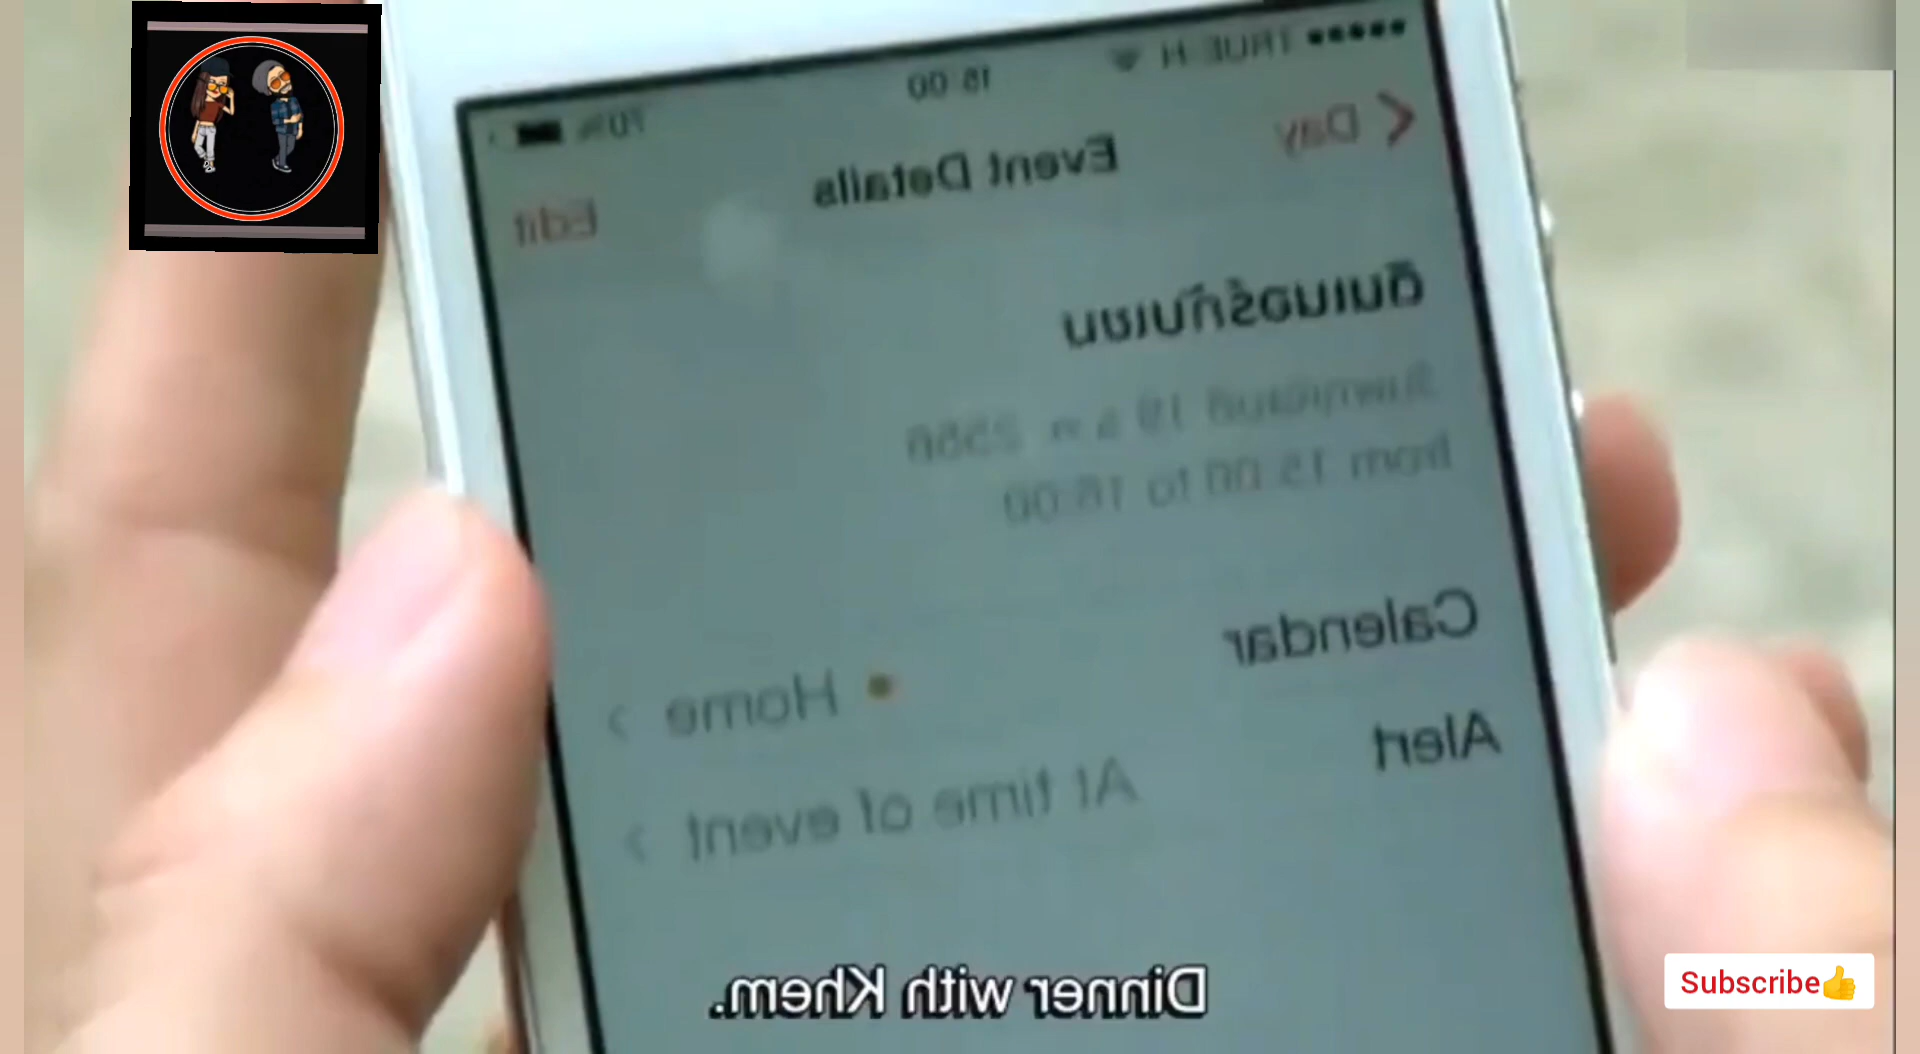 TRUE-H
15:00
70%
Day
Event Details
Edit
ดินเนอร์กับเขม
from 15:00 to 16:00
Calendar
Home
Alert
At time of event
Dinner with Khem.
Subscribe👍